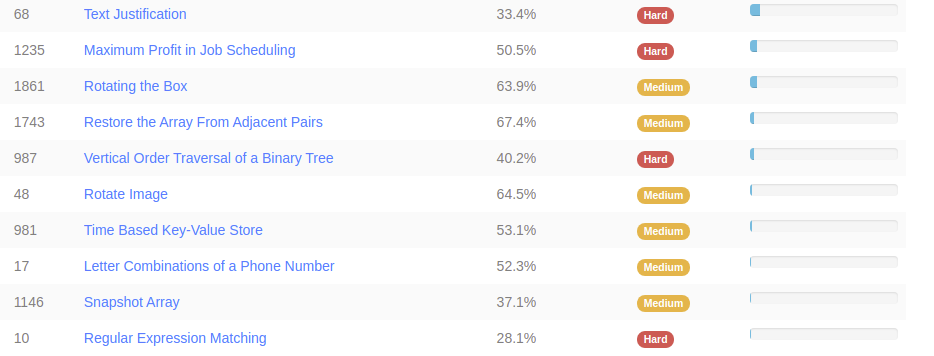 68 Text Justification 33.4% Hard
1235 Maximum Profit in Job Scheduling 50.5% Hard
1861 Rotating the Box 63.9% Medium
1743 Restore the Array From Adjacent Pairs 67.4% Medium
987 Vertical Order Traversal of a Binary Tree 40.2% Hard
48 Rotate Image 64.5% Medium
981 Time Based Key-Value Store 53.1% Medium
17 Letter Combinations of a Phone Number 52.3% Medium
1146 Snapshot Array 37.1% Medium
10 Regular Expression Matching 28.1% Hard